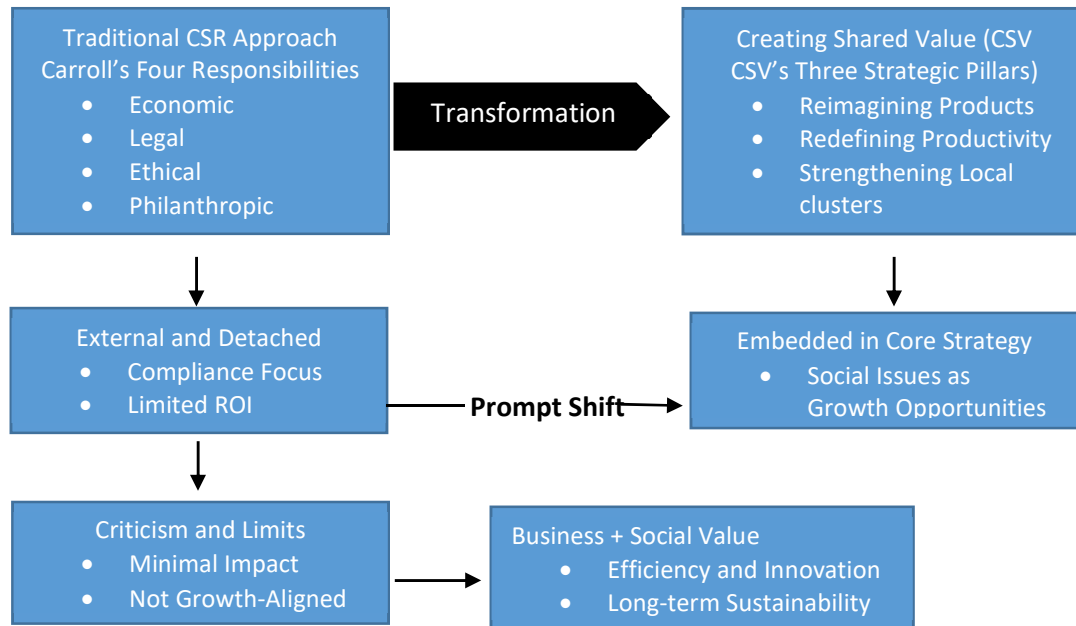 Traditional CSR Approach
Carroll’s Four Responsibilities
• Economic
• Legal
• Ethical
• Philanthropic
Transformation
Creating Shared Value (CSV
CSV’s Three Strategic Pillars)
• Reimagining Products
• Redefining Productivity
• Strengthening Local
clusters
External and Detached
• Compliance Focus
• Limited ROI
Prompt Shift
Embedded in Core Strategy
• Social Issues as
Growth Opportunities
Criticism and Limits
• Minimal Impact
• Not Growth-Aligned
Business + Social Value
• Efficiency and Innovation
• Long-term Sustainability